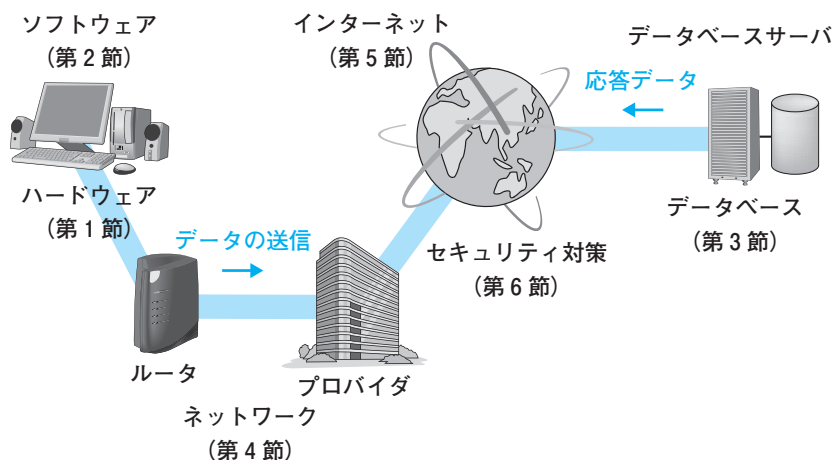 ソフトウェア
(第2節)
インターネット
(第5節)
データベースサーバ
応答データ
ハードウェア
(第1節)
データの送信
セキュリティ対策
(第6節)
データベース
(第3節)
ルータ
プロバイダ
ネットワーク
(第4節)